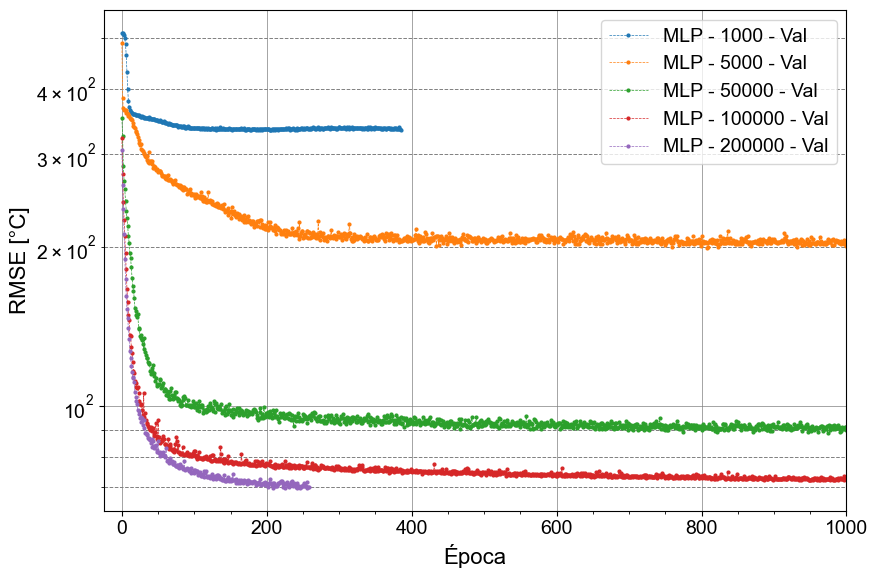 MLP - 1000 - Val
MLP - 5000 - Val
MLP - 50000 - Val
MLP - 100000 - Val
MLP - 200000 - Val
4 × 10²
3 × 10²
2 × 10²
10²
RMSE [°C]
0 200 400 600 800 1000
Época